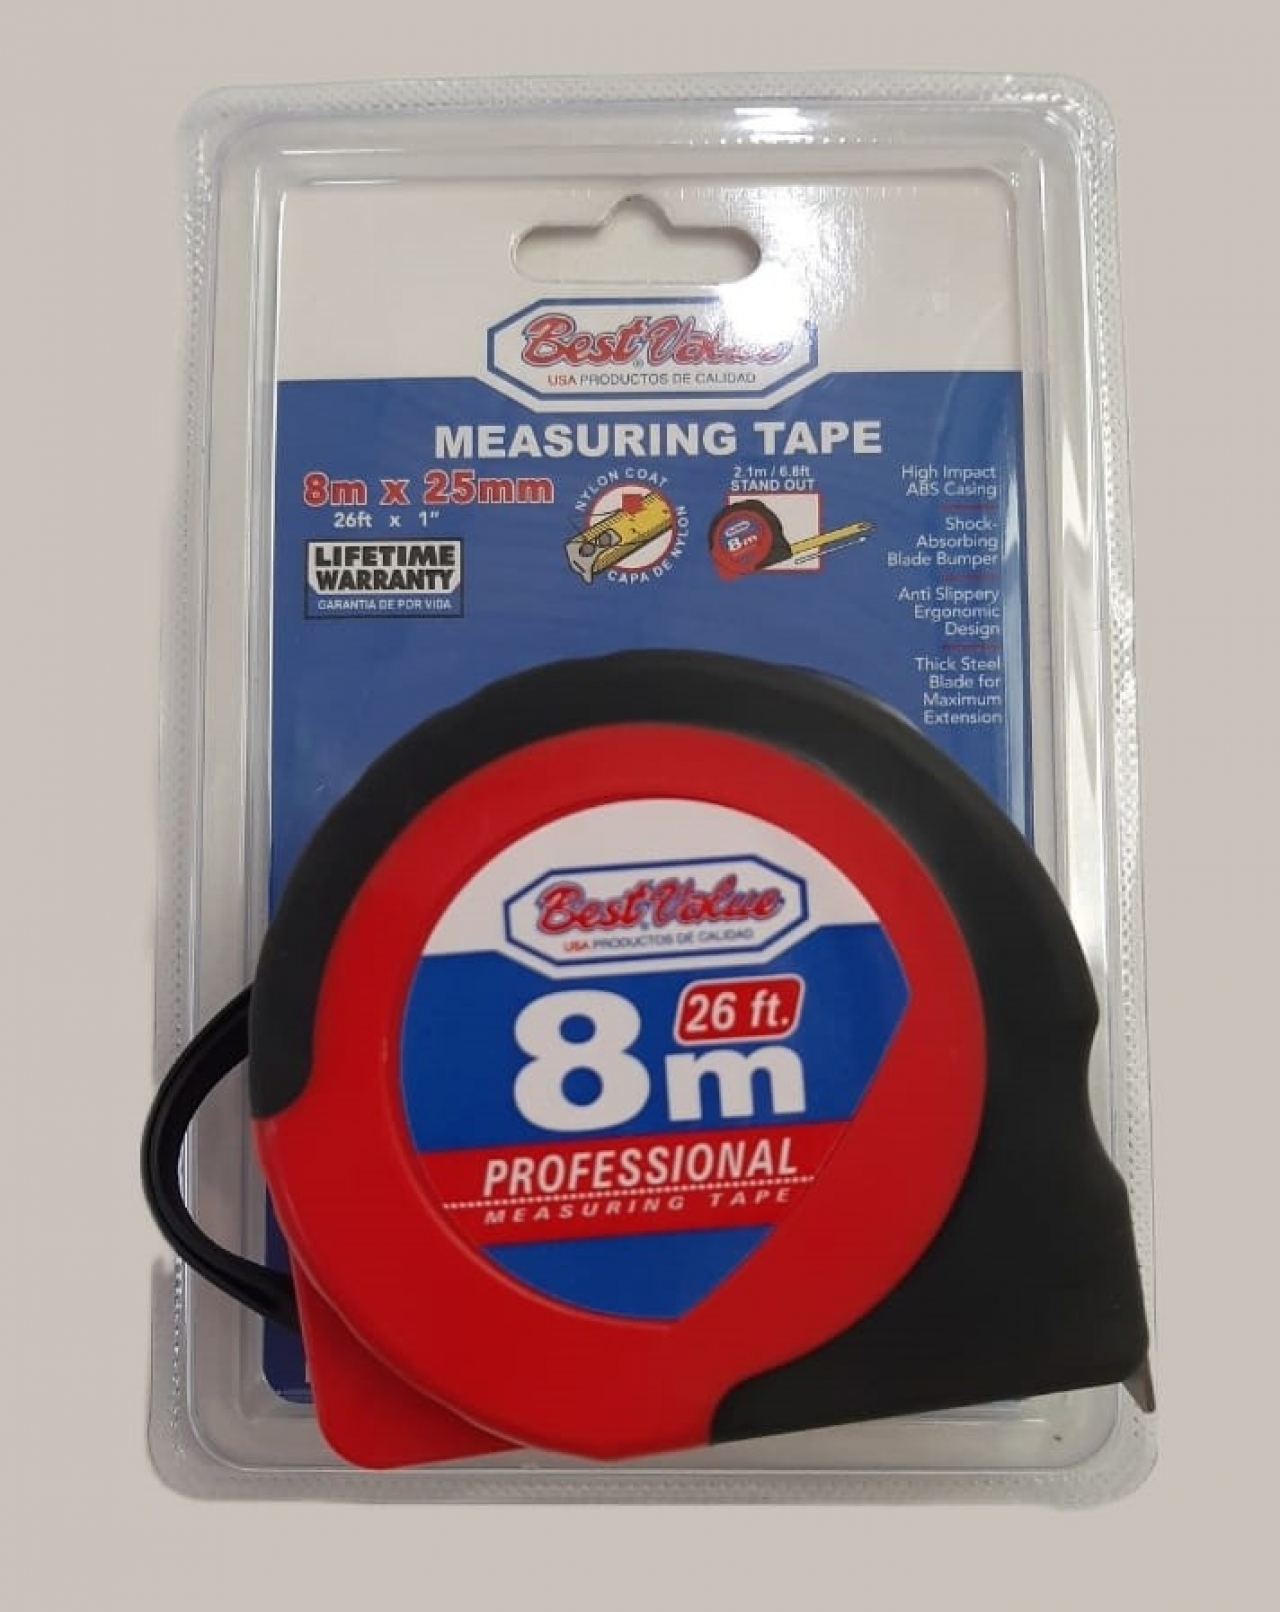 Best Value
®
USA PRODUCTOS DE CALIDAD
MEASURING TAPE
8m x 25mm
26ft x 1"
LIFETIME
WARRANTY
GARANTIA DE POR VIDA
NYLON COAT
CAPA DE NYLON
2.1m / 6.8ft
STAND OUT
8m
High Impact
ABS Casing
Shock-
Absorbing
Blade Bumper
Anti Slippery
Ergonomic
Design
Thick Steel
Blade for
Maximum
Extension
Best Value
®
USA PRODUCTOS DE CALIDAD
26 ft.
8m
PROFESSIONAL
MEASURING TAPE